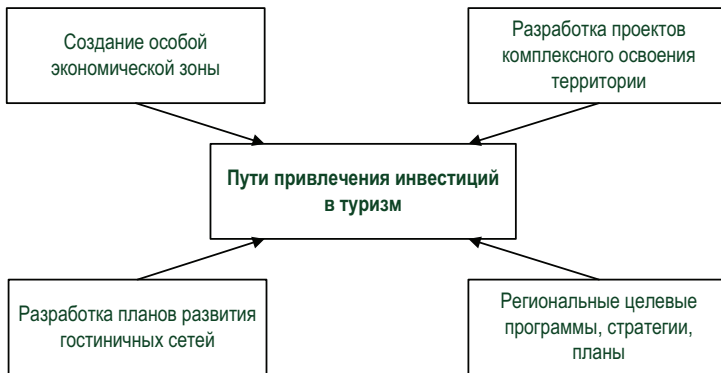 Создание особой
экономической зоны
Разработка проектов
комплексного освоения
территории
Пути привлечения инвестиций
в туризм
Разработка планов развития
гостиничных сетей
Региональные целевые
программы, стратегии,
планы